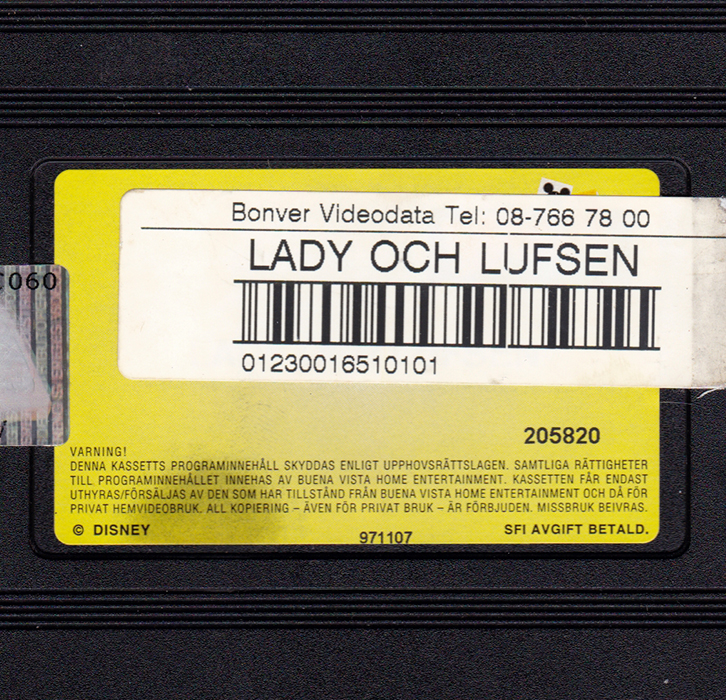 Bonver Videodata Tel: 08-766 78 00
LADY OCH LUFSEN
01230016510101
C060
205820
VARNING!
DENNA KASSETTS PROGRAMINNEHÅLL SKYDDAS ENLIGT UPPHOVSRÄTTSLAGEN. SAMTLIGA RÄTTIGHETER
TILL PROGRAMINNEHÅLLET INNEHAS AV BUENA VISTA HOME ENTERTAINMENT. KASSETTEN FÅR ENDAST
UTHYRAS/FÖRSÄLJAS AV DEN SOM HAR TILLSTÅND FRÅN BUENA VISTA HOME ENTERTAINMENT OCH DÅ FÖR
PRIVAT HEMVIDEOBRUK. ALL KOPIERING – ÄVEN FÖR PRIVAT BRUK – ÄR FÖRBJUDEN. MISSBRUK BEIVRAS.
© DISNEY
971107
SFI AVGIFT BETALD.